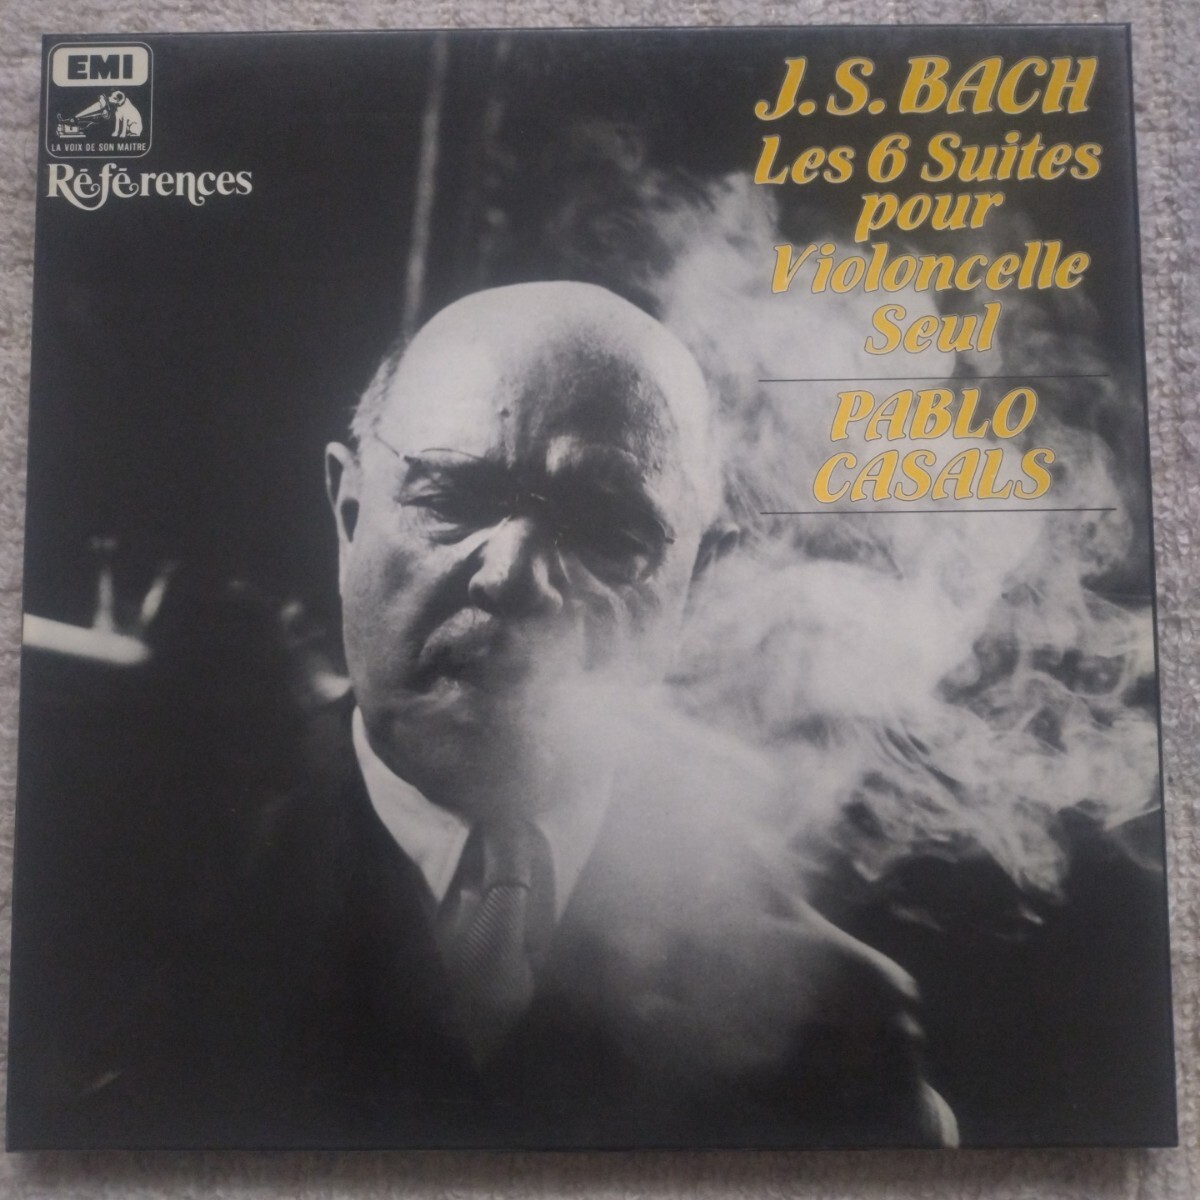 EMI
LA VOIX DE SON MAITRE
Références
J. S. BACH
Les 6 Suites
pour
Violoncelle
Seul
PABLO
CASALS